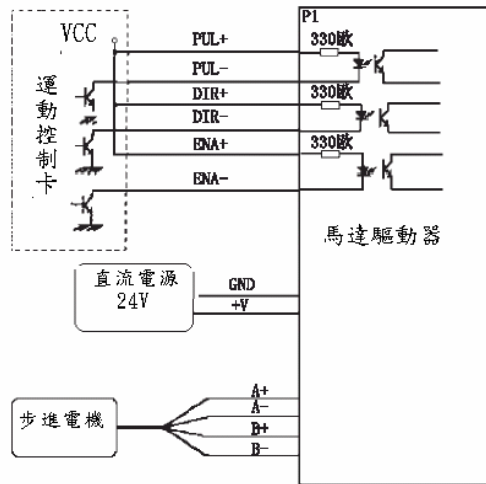 P1
VCC
PUL+
330歐
PUL-
DIR+
330歐
DIR-
ENA+
330歐
ENA-
運動控制卡
馬達驅動器
直流電源
24V
GND
+V
步進電機
A+
A-
B+
B-